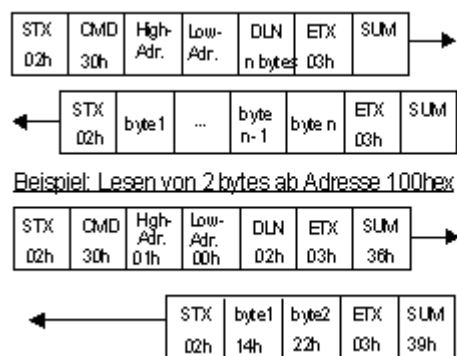 STX CMD High-Adr. Low-Adr. DLN ETX SUM
02h 30h n bytes 03h
STX byte1 ... byte n-1 byte n ETX SUM
02h 03h
Beispiel: Lesen von 2 bytes ab Adresse 100hex
STX CMD High-Adr. Low-Adr. DLN ETX SUM
02h 30h 01h 00h 02h 03h 36h
STX byte1 byte2 ETX SUM
02h 14h 22h 03h 39h